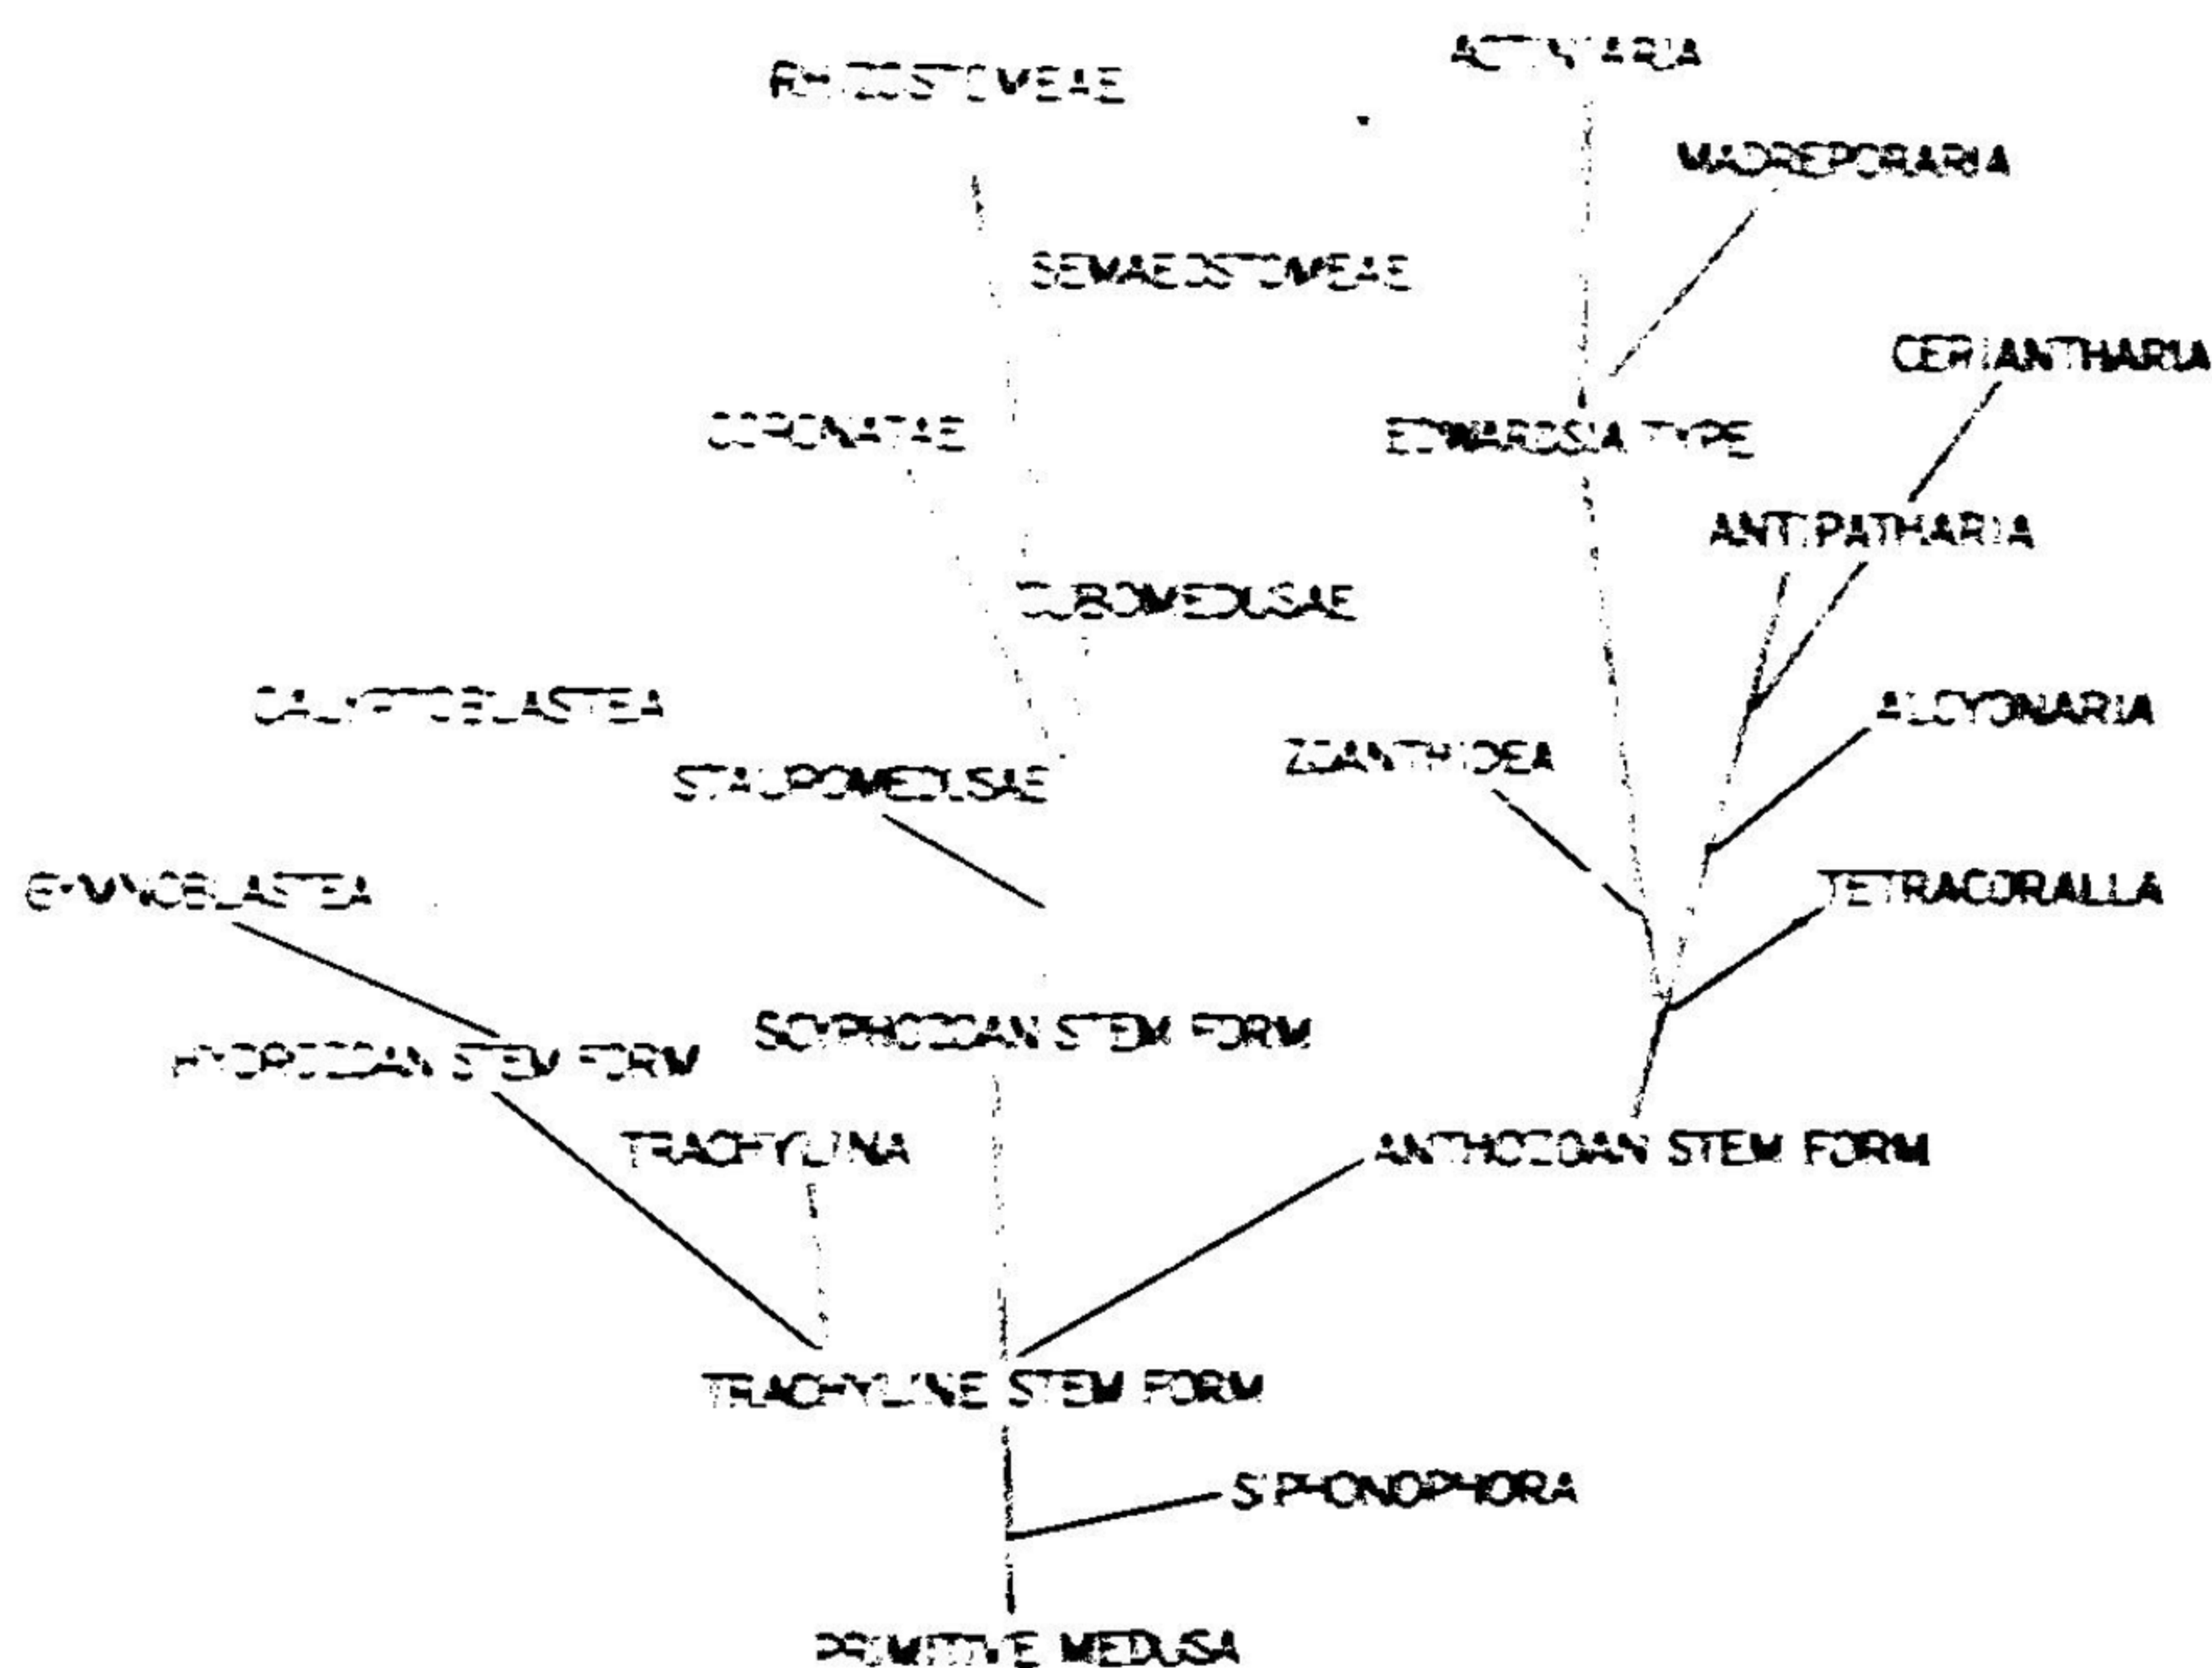 ACTINIARIA
RHIZOSTOMEAE
MADREPORARIA
SEMAEOSTOMEAE
CERIANTHARIA
CORONATAE
EDWARDSIA TYPE
ANTIPATHARIA
CUBOMEDUSAE
CALYPTOBLASTEA
ALCYONARIA
ZOANTHIDEA
STAUROMEDUSAE
GYMNOBLASTEA
TETRACORALLA
SCYPHOZOAN STEM FORM
HYDROZOAN STEM FORM
TRACHYLINA
ANTHOZOAN STEM FORM
TRACHYLINE STEM FORM
SIPHONOPHORA
PRIMITIVE MEDUSA